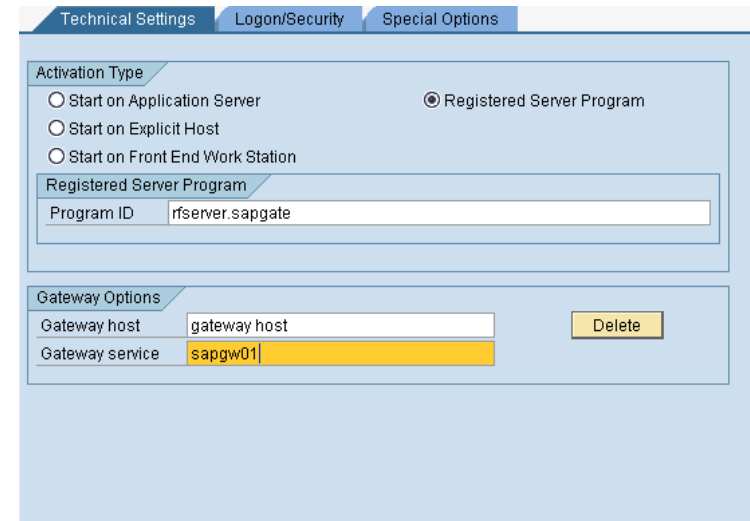 Technical Settings Logon/Security Special Options
Activation Type
Start on Application Server Registered Server Program
Start on Explicit Host
Start on Front End Work Station
Registered Server Program
Program ID rfserver.sapgate
Gateway Options
Gateway host gateway host Delete
Gateway service sapgw01